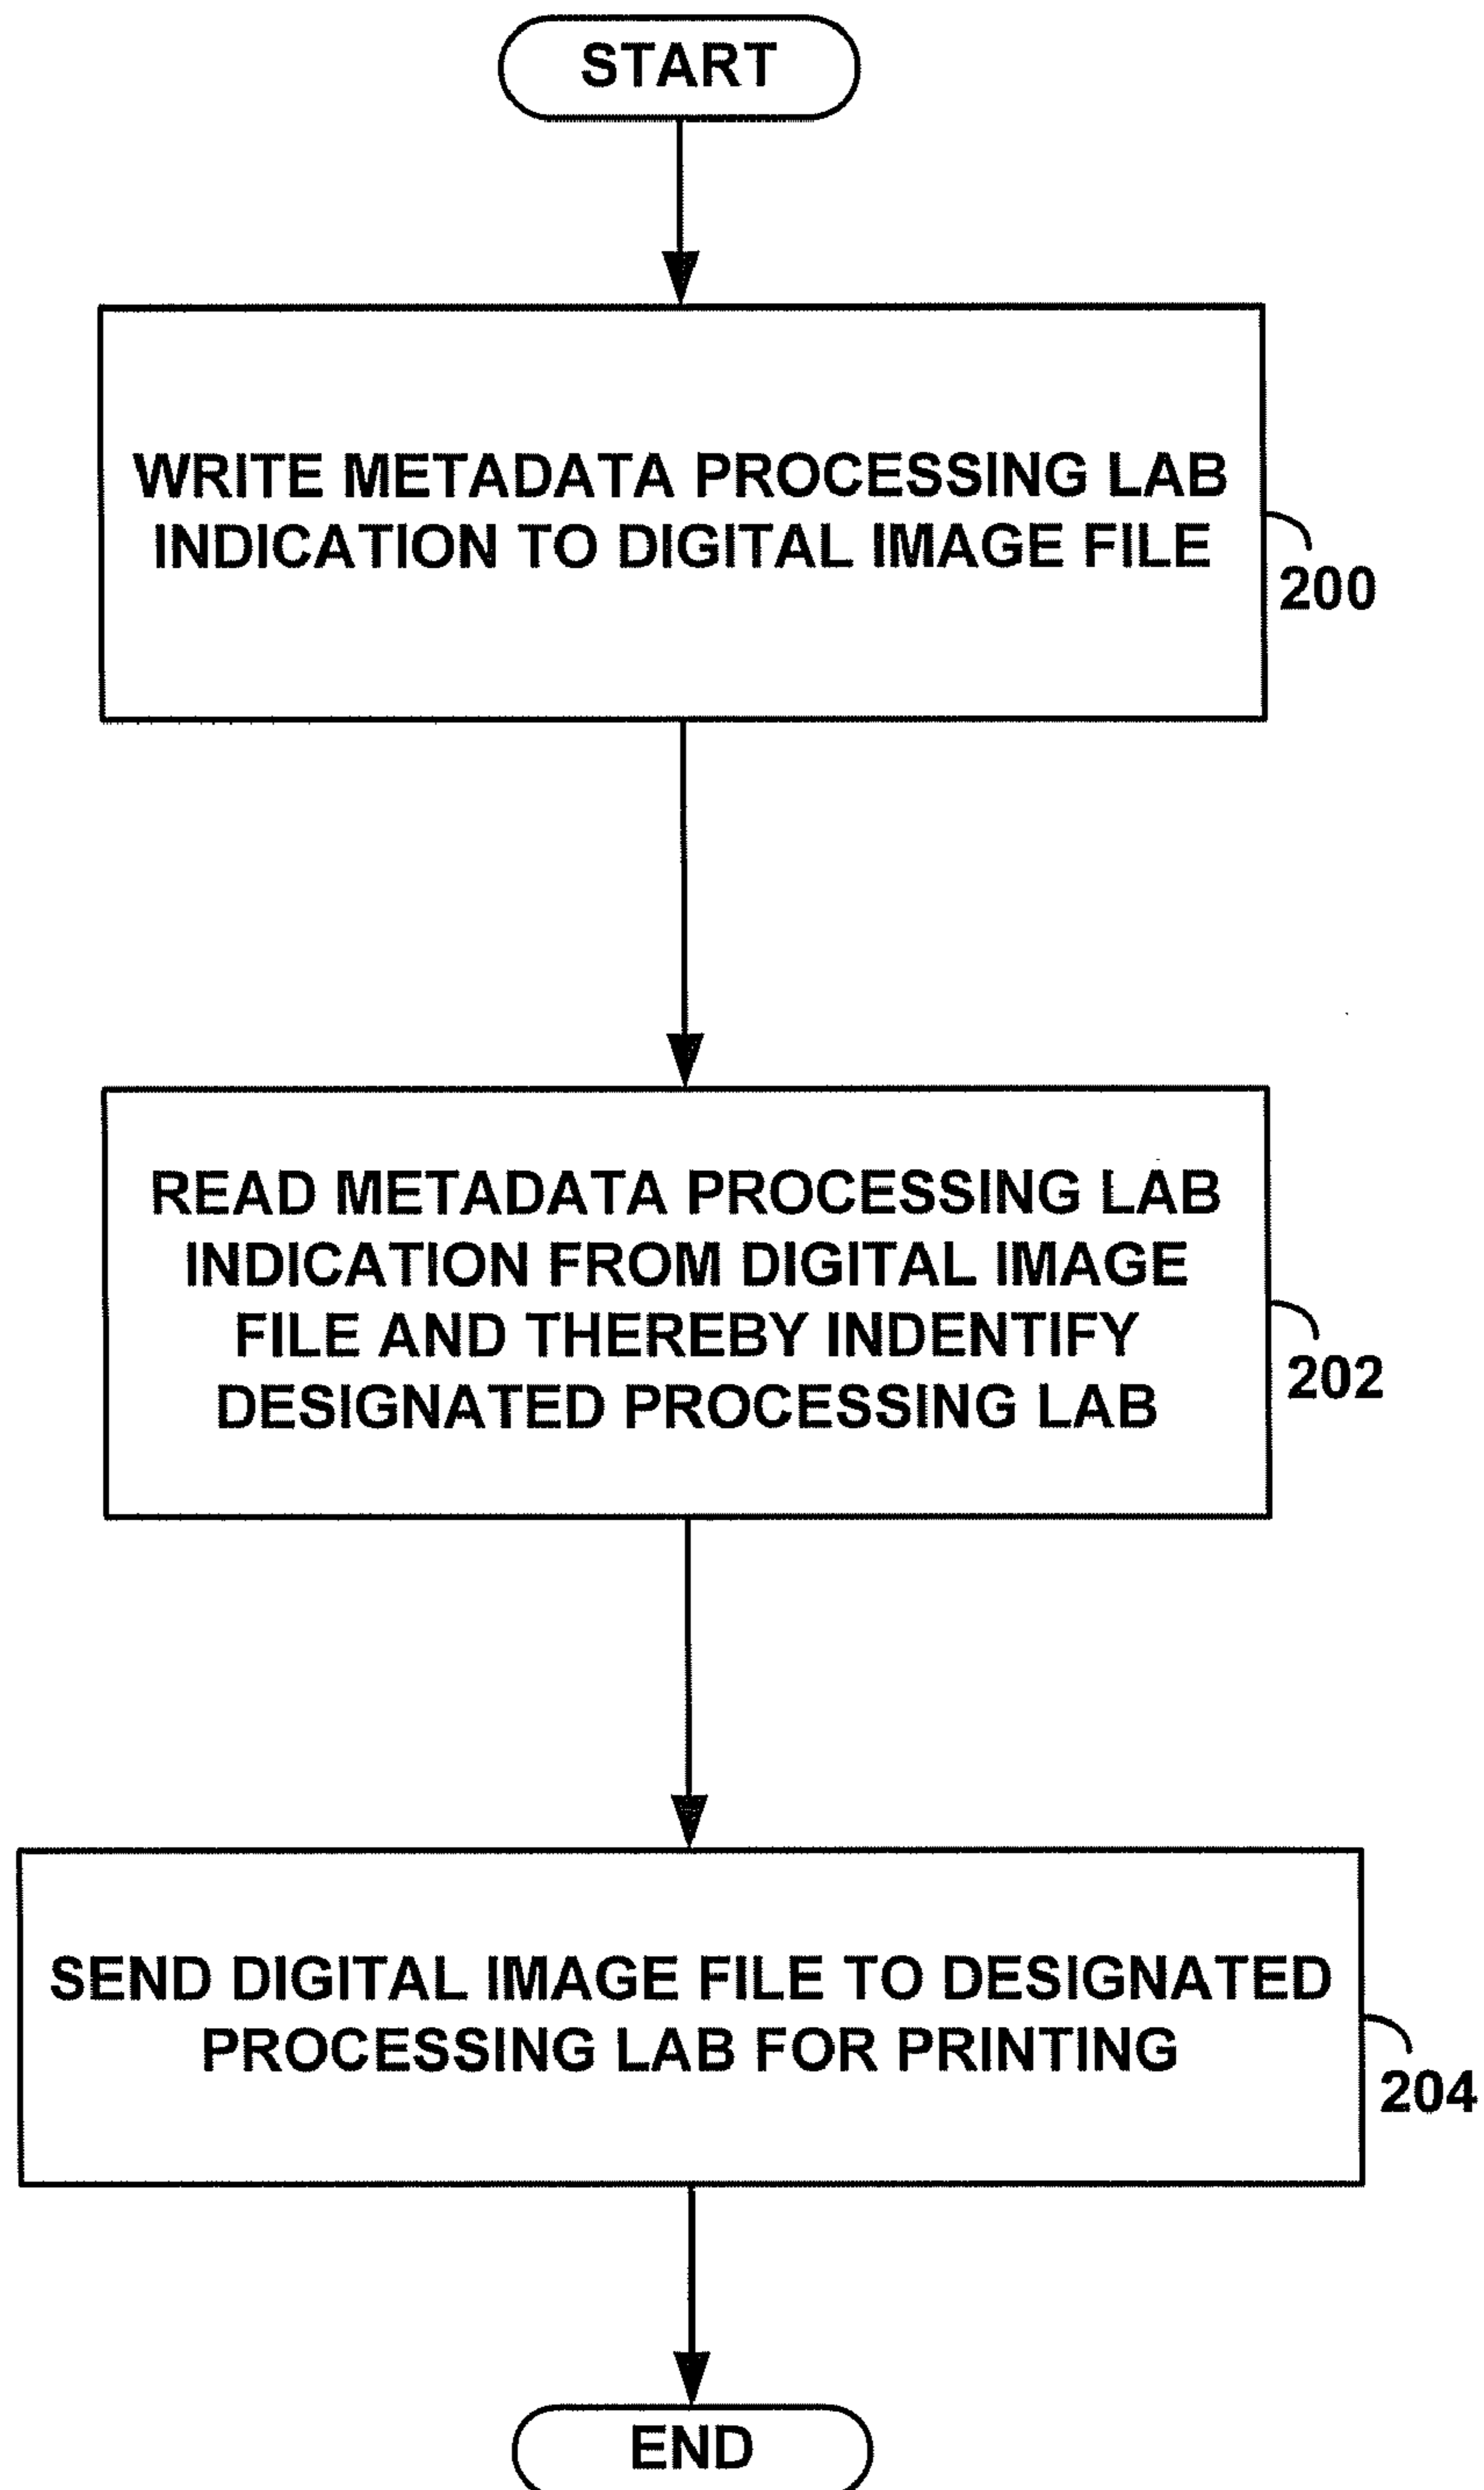 START
WRITE METADATA PROCESSING LAB
INDICATION TO DIGITAL IMAGE FILE
200
READ METADATA PROCESSING LAB
INDICATION FROM DIGITAL IMAGE
FILE AND THEREBY INDENTIFY
DESIGNATED PROCESSING LAB
202
SEND DIGITAL IMAGE FILE TO DESIGNATED
PROCESSING LAB FOR PRINTING
204
END